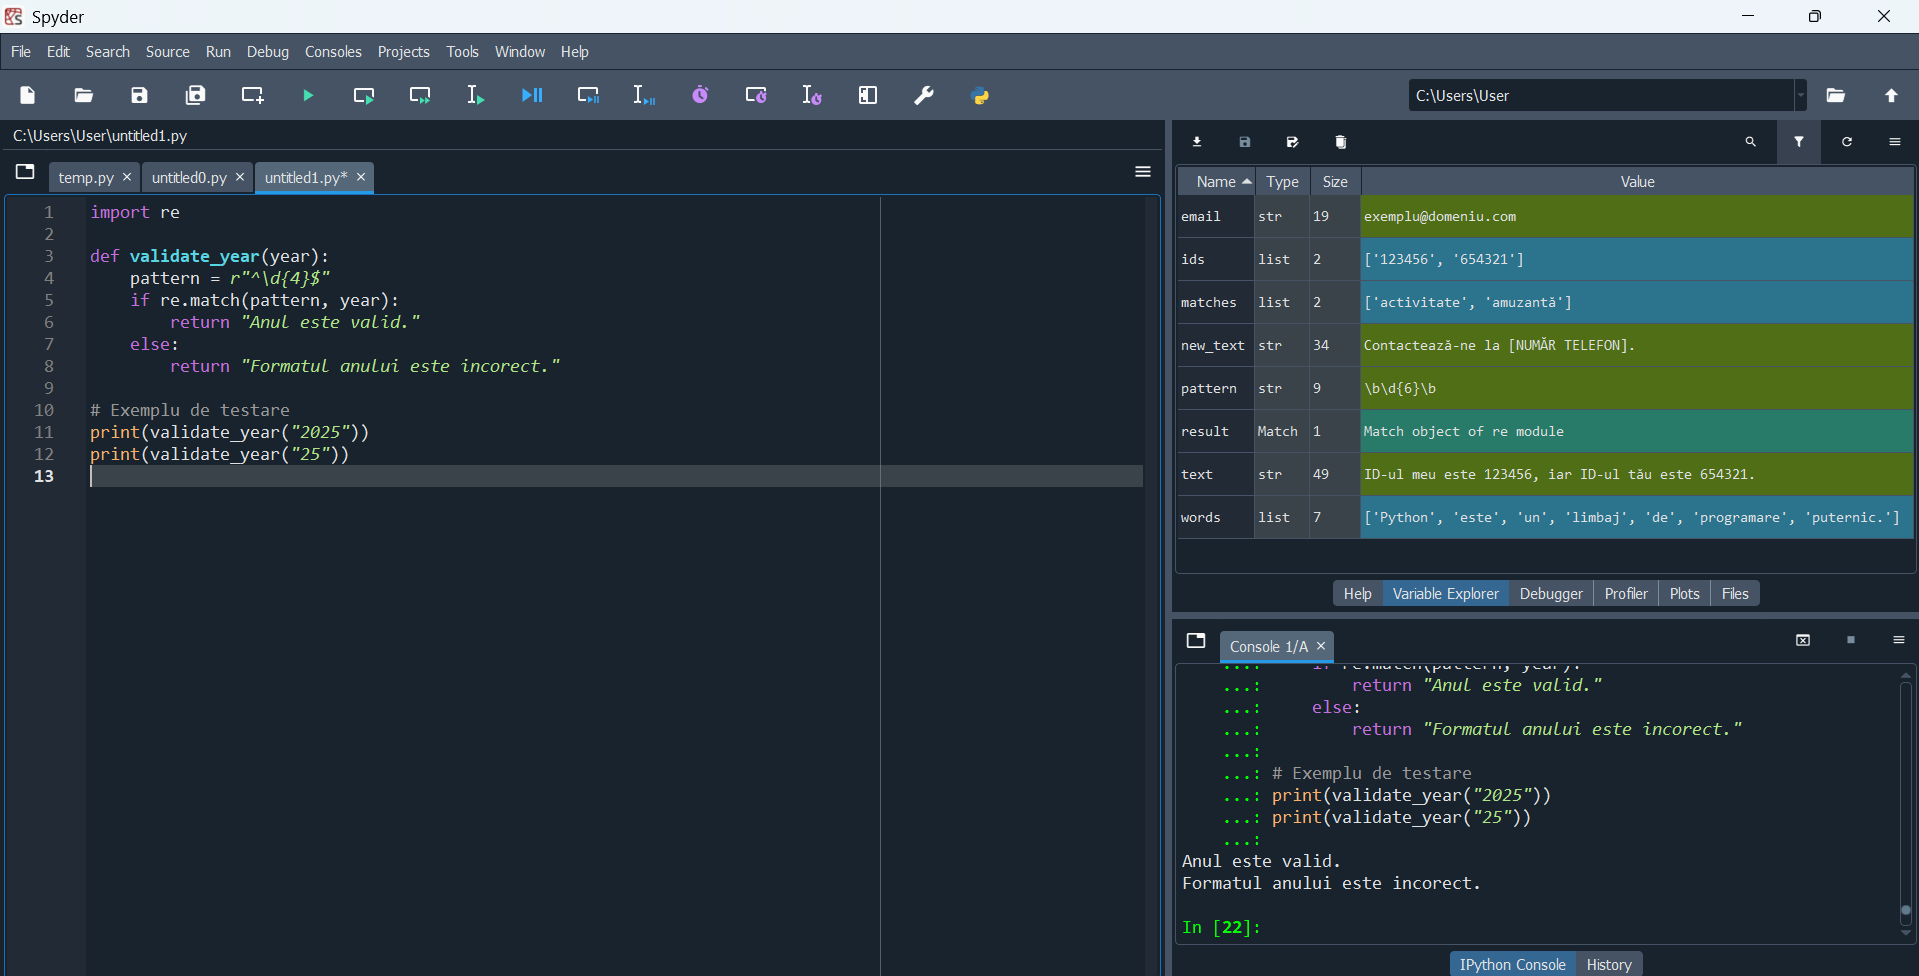 Spyder
File Edit Search Source Run Debug Consoles Projects Tools Window Help
C:\Users\User
C:\Users\User\untitled1.py
temp.py untitled0.py untitled1.py*
1 import re
2
3 def validate_year(year):
4 pattern = r"^\d{4}$"
5 if re.match(pattern, year):
6 return "Anul este valid."
7 else:
8 return "Formatul anului este incorect."
9
10 # Exemplu de testare
11 print(validate_year("2025"))
12 print(validate_year("25"))
13
Name Type Size Value
email str 19 exemplu@domeniu.com
ids list 2 ['123456', '654321']
matches list 2 ['activitate', 'amuzantă']
new_text str 34 Contactează-ne la [NUMĂR TELEFON].
pattern str 9 \b\d{6}\b
result Match 1 Match object of re module
text str 49 ID-ul meu este 123456, iar ID-ul tău este 654321.
words list 7 ['Python', 'este', 'un', 'limbaj', 'de', 'programare', 'puternic.']
Help Variable Explorer Debugger Profiler Plots Files
Console 1/A
...: if re.match(pattern, year):
...: return "Anul este valid."
...: else:
...: return "Formatul anului este incorect."
...:
...: # Exemplu de testare
...: print(validate_year("2025"))
...: print(validate_year("25"))
...:
Anul este valid.
Formatul anului este incorect.
In [22]:
IPython Console History